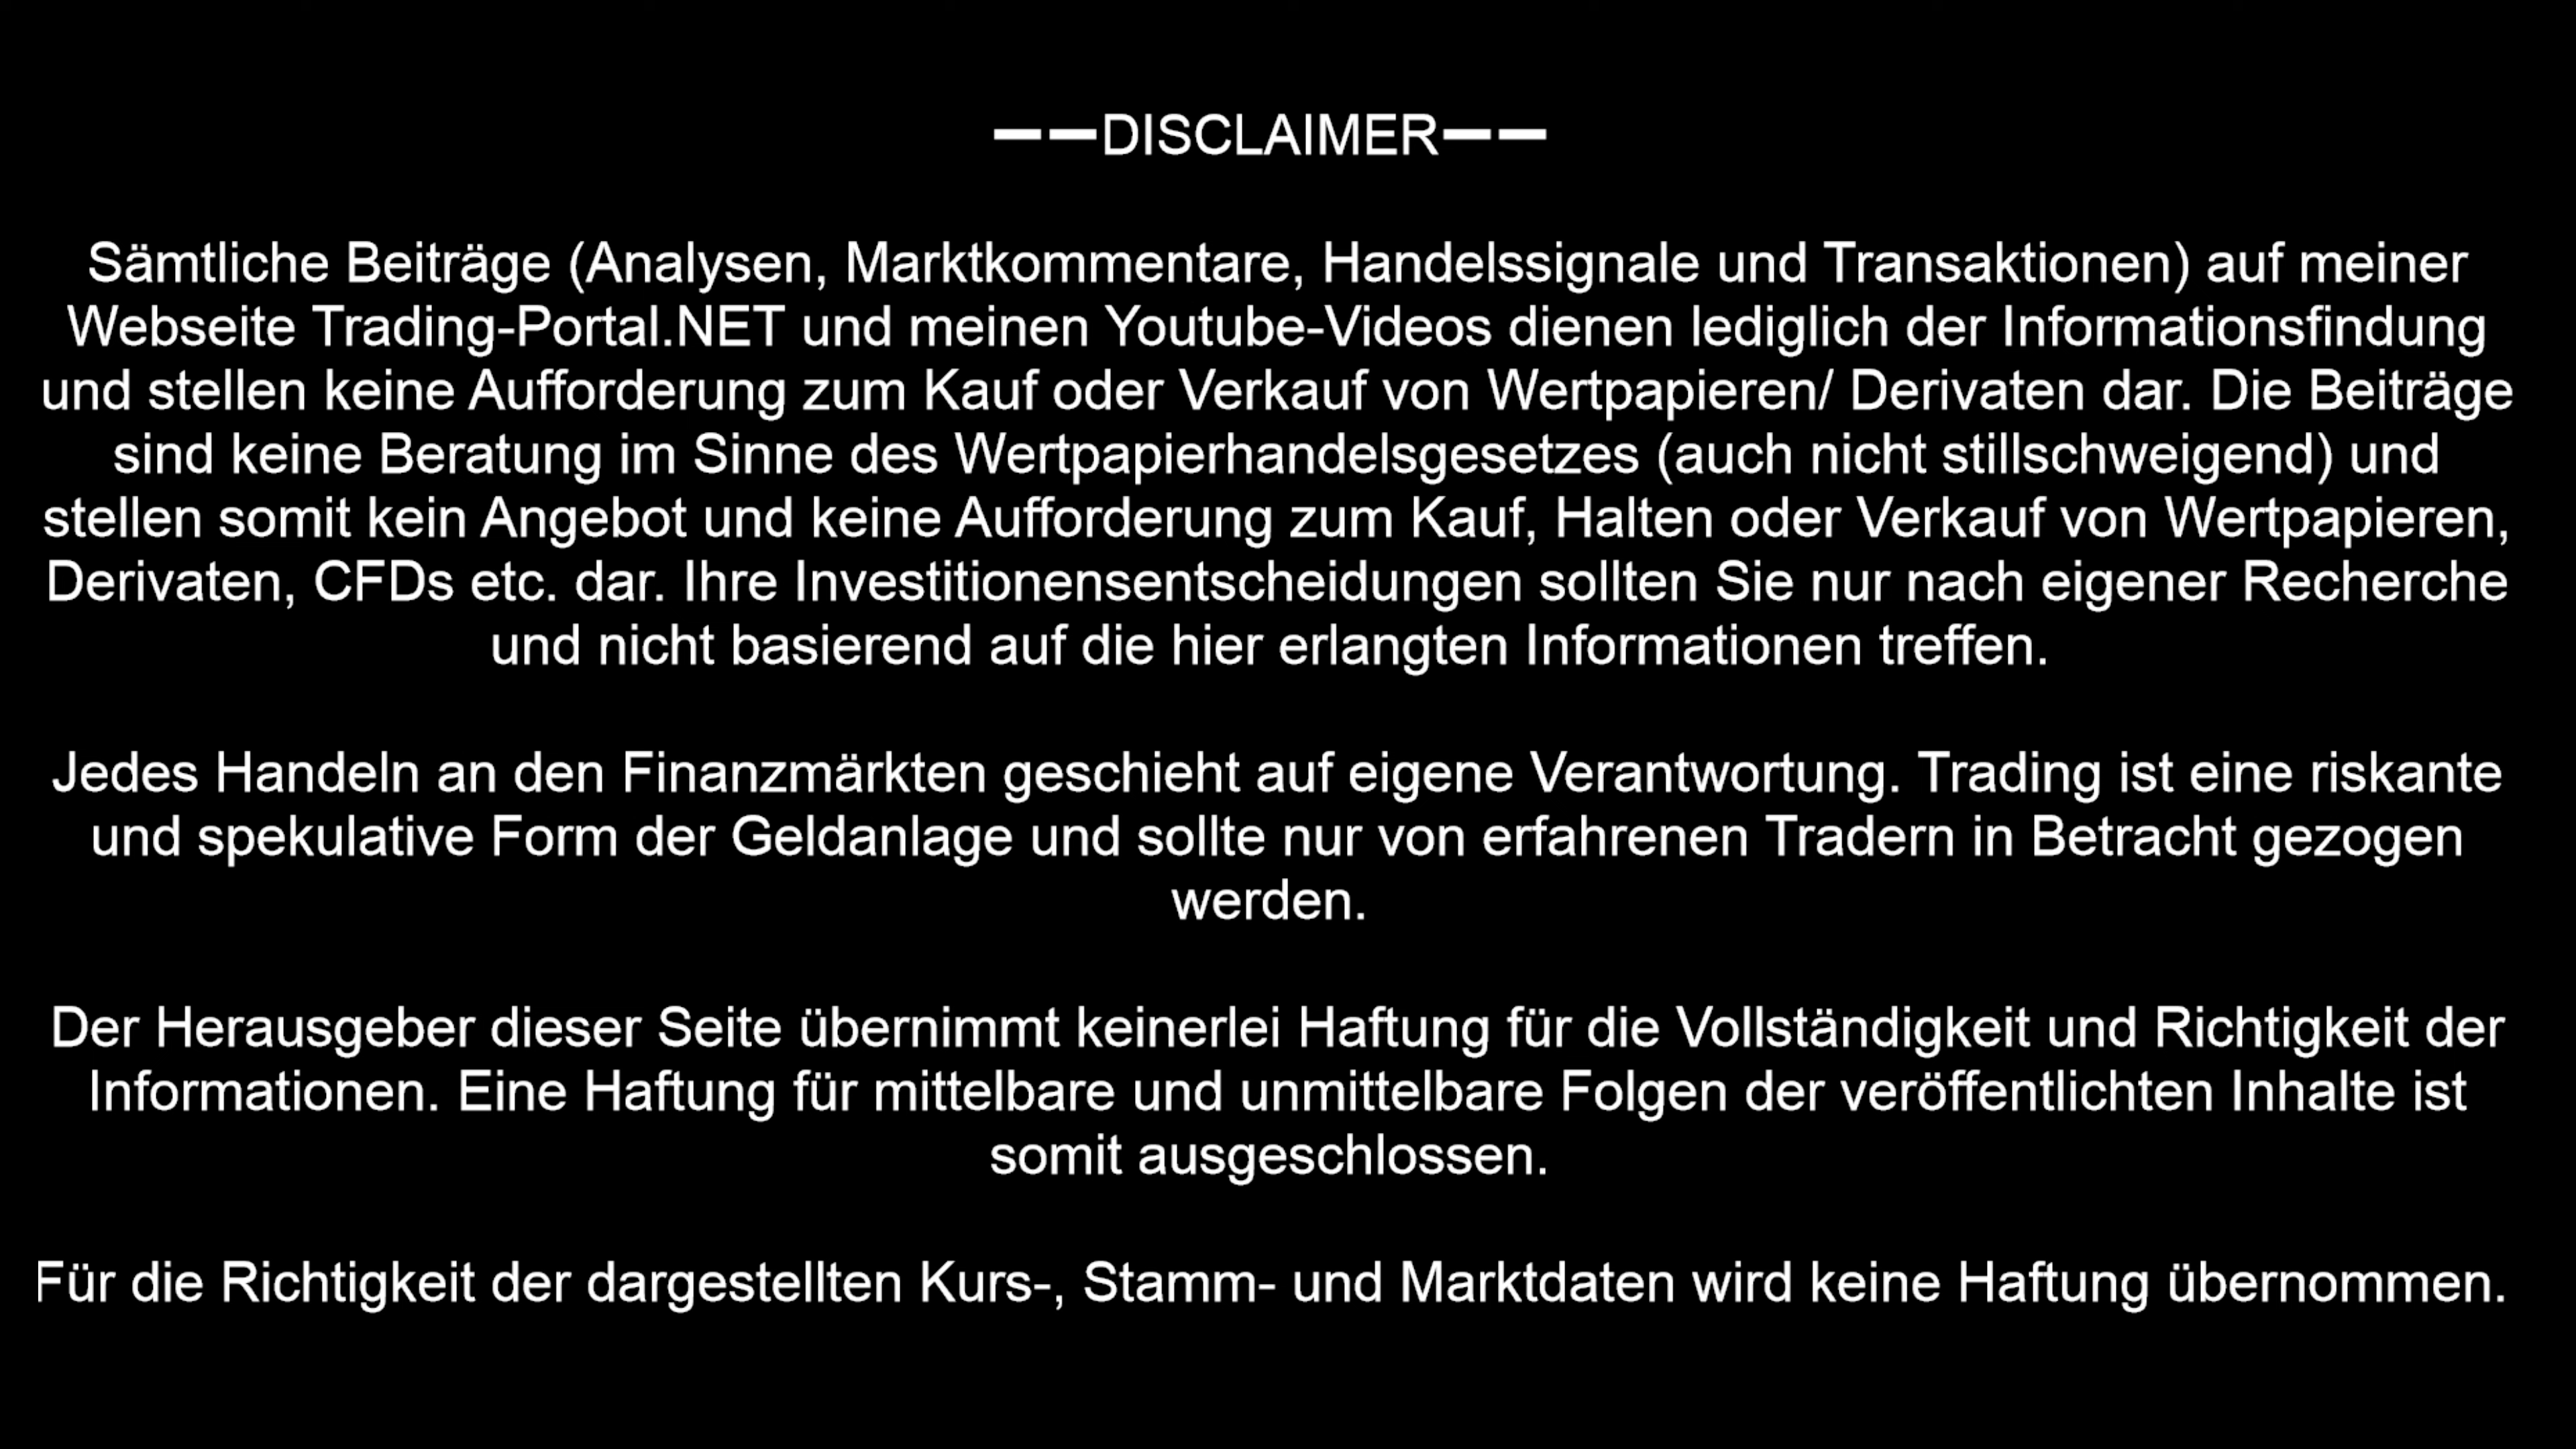 ——DISCLAIMER——
Sämtliche Beiträge (Analysen, Marktkommentare, Handelssignale und Transaktionen) auf meiner
Webseite Trading-Portal.NET und meinen Youtube-Videos dienen lediglich der Informationsfindung
und stellen keine Aufforderung zum Kauf oder Verkauf von Wertpapieren/ Derivaten dar. Die Beiträge
sind keine Beratung im Sinne des Wertpapierhandelsgesetzes (auch nicht stillschweigend) und
stellen somit kein Angebot und keine Aufforderung zum Kauf, Halten oder Verkauf von Wertpapieren,
Derivaten, CFDs etc. dar. Ihre Investitionensentscheidungen sollten Sie nur nach eigener Recherche
und nicht basierend auf die hier erlangten Informationen treffen.
Jedes Handeln an den Finanzmärkten geschieht auf eigene Verantwortung. Trading ist eine riskante
und spekulative Form der Geldanlage und sollte nur von erfahrenen Tradern in Betracht gezogen
werden.
Der Herausgeber dieser Seite übernimmt keinerlei Haftung für die Vollständigkeit und Richtigkeit der
Informationen. Eine Haftung für mittelbare und unmittelbare Folgen der veröffentlichten Inhalte ist
somit ausgeschlossen.
Für die Richtigkeit der dargestellten Kurs-, Stamm- und Marktdaten wird keine Haftung übernommen.